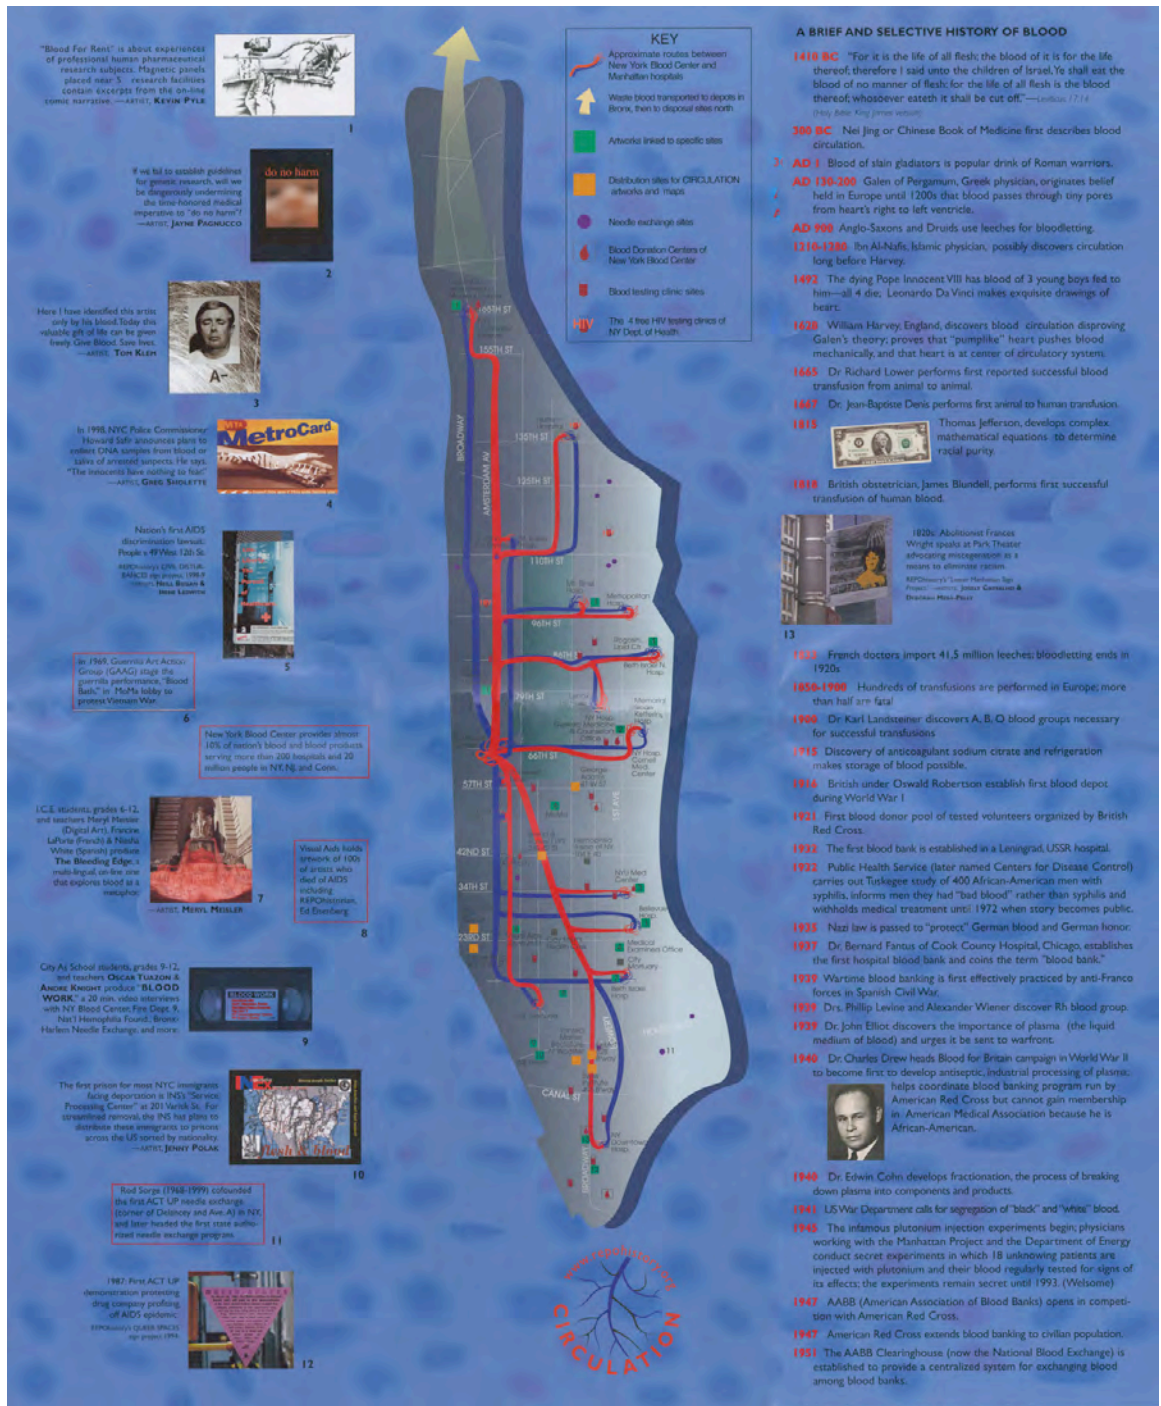 "Blood For Rent" is about experiences
of professional human pharmaceutical
research subjects. Magnetic panels
placed near 5 research facilities
contain excerpts from the on-line
comic narrative. —ARTIST, KEVIN PYLE
1
If we fail to establish guidelines
for genetic research, will we
be dangerously undermining
the time-honored medical
imperative to "do no harm"?
—ARTIST, JAYNE PAGNUCCO
do no harm
2
Here I have identified this artist
only by his blood. Today this
valuable gift of life can be given
freely. Give Blood. Save lives.
—ARTIST, TOM KLEM
A-
3
In 1998, NYC Police Commissioner
Howard Safir announces plans to
collect DNA samples from blood or
saliva of arrested suspects. He says,
"The innocents have nothing to fear."
—ARTIST, GREG SHOLETTE
MetroCard
4
Nation's first AIDS
discrimination lawsuit:
People v. 49 West 12th St.
5
In 1969, Guerrilla Art Action
Group (GAAG) stage the
guerrilla performance, "Blood
Bath," in MoMa lobby to
protest Vietnam War.
6
New York Blood Center provides almost
10% of nation's blood and blood products
serving more than 200 hospitals and 20
million people in NY, NJ, and Conn.
I.C.E. students, grades 6-12,
and teachers Meryl Meisler
(Digital Art), Francine
LaPorte (French) & Niesha
White (Spanish) produce
The Bleeding Edge, a
multi-lingual, on-line zine
that explores blood as a
metaphor.
—ARTIST, MERYL MEISLER
7
Visual Aids holds
artwork of 100s
of artists who
died of AIDS
including
REPOhistorian,
Ed Eisenberg
8
City As School students, grades 9-12,
and teachers OSCAR TUAZON &
ANDRE KNIGHT produce "BLOOD
WORK," a 20 min. video interviews
with NY Blood Center, Fire Dept. 9,
Nat'l Hemophilia Found., Bronx-
Harlem Needle Exchange, and more.
BLOOD WORK
9
The first prison for most NYC immigrants
facing deportation is INS's "Service
Processing Center" at 201 Varick St. For
streamlined removal, the INS has plans to
distribute these immigrants to prisons
across the US sorted by nationality.
—ARTIST, JENNY POLAK
flesh & blood
10
Rod Sorge (1968-1999) cofounded
the first ACT UP needle exchange
(corner of Delancey and Ave. A) in NY,
and later headed the first state autho-
rized needle exchange program.
11
1987: First ACT UP
demonstration protesting
drug company profiting
off AIDS epidemic.
REPOhistory's QUEER SPACES
sign project 1994.
12
KEY
Approximate routes between
New York Blood Center and
Manhattan hospitals
Waste blood transported to depots in
Bronx, then to disposal sites north
Artworks linked to specific sites
Distribution sites for CIRCULATION
artworks and maps
Needle exchange sites
Blood Donation Centers of
New York Blood Center
Blood testing clinic sites
HIV The 4 free HIV testing clinics of
NY Dept. of Health
165TH ST
155TH ST
BROADWAY
AMSTERDAM AV
135TH ST
125TH ST
110TH ST
Mt. Sinai
Hosp.
Metropolitan
Hosp.
96TH ST
86TH
Beth Israel N.
Hosp.
79TH ST
66TH ST
NY Hosp.
Cornell
Med.
Center
57TH ST
1ST AVE
MoMa
42ND ST
34TH ST
NYU Med
Center
Bellevue
Hosp.
23RD ST
Medical
Examiners Office
City
Mortuary
Beth Israel
Hosp.
11
CANAL ST
NY
Downtown
Hosp.
BROADWAY
www.repohistory.org
CIRCULATION
A BRIEF AND SELECTIVE HISTORY OF BLOOD
1410 BC "For it is the life of all flesh; the blood of it is for the life
thereof; therefore I said unto the children of Israel, Ye shall eat the
blood of no manner of flesh: for the life of all flesh is the blood
thereof; whosoever eateth it shall be cut off."—Leviticus 17:14
(Holy Bible, King James version)
300 BC Nei Jing or Chinese Book of Medicine first describes blood
circulation.
AD 1 Blood of slain gladiators is popular drink of Roman warriors.
AD 130-200 Galen of Pergamum, Greek physician, originates belief
held in Europe until 1200s that blood passes through tiny pores
from heart's right to left ventricle.
AD 900 Anglo-Saxons and Druids use leeches for bloodletting.
1210-1280 Ibn Al-Nafis, Islamic physician, possibly discovers circulation
long before Harvey.
1492 The dying Pope Innocent VIII has blood of 3 young boys fed to
him—all 4 die; Leonardo Da Vinci makes exquisite drawings of
heart.
1628 William Harvey, England, discovers blood circulation disproving
Galen's theory; proves that "pumplike" heart pushes blood
mechanically, and that heart is at center of circulatory system.
1665 Dr Richard Lower performs first reported successful blood
transfusion from animal to animal.
1667 Dr. Jean-Baptiste Denis performs first animal to human transfusion.
1815 Thomas Jefferson, develops complex
mathematical equations to determine
racial purity.
1818 British obstetrician, James Blundell, performs first successful
transfusion of human blood.
1820s: Abolitionist Frances
Wright speaks at Park Theater
advocating miscegenation as a
means to eliminate racism.
13
French doctors import 41.5 million leeches; bloodletting ends in
1920s
1850-1900 Hundreds of transfusions are performed in Europe; more
than half are fatal
1900 Dr Karl Landsteiner discovers A, B, O blood groups necessary
for successful transfusions
1915 Discovery of anticoagulant sodium citrate and refrigeration
makes storage of blood possible.
1916 British under Oswald Robertson establish first blood depot
during World War I
1921 First blood donor pool of tested volunteers organized by British
Red Cross.
1932 The first blood bank is established in a Leningrad, USSR hospital.
1932 Public Health Service (later named Centers for Disease Control)
carries out Tuskegee study of 400 African-American men with
syphilis, informs men they had "bad blood" rather than syphilis and
withholds medical treatment until 1972 when story becomes public.
1935 Nazi law is passed to "protect" German blood and German honor.
1937 Dr. Bernard Fantus of Cook County Hospital, Chicago, establishes
the first hospital blood bank and coins the term "blood bank."
1939 Wartime blood banking is first effectively practiced by anti-Franco
forces in Spanish Civil War.
1939 Drs. Phillip Levine and Alexander Wiener discover Rh blood group.
1939 Dr. John Elliot discovers the importance of plasma (the liquid
medium of blood) and urges it be sent to warfront.
1940 Dr. Charles Drew heads Blood for Britain campaign in World War II
to become first to develop antiseptic, industrial processing of plasma;
helps coordinate blood banking program run by
American Red Cross but cannot gain membership
in American Medical Association because he is
African-American.
1940 Dr. Edwin Cohn develops fractionation, the process of breaking
down plasma into components and products.
1941 US War Department calls for segregation of "black" and "white" blood.
1945 The infamous plutonium injection experiments begin; physicians
working with the Manhattan Project and the Department of Energy
conduct secret experiments in which 18 unknowing patients are
injected with plutonium and their blood regularly tested for signs of
its effects; the experiments remain secret until 1993. (Welsome)
1947 AABB (American Association of Blood Banks) opens in competi-
tion with American Red Cross.
1947 American Red Cross extends blood banking to civilian population.
1951 The AABB Clearinghouse (now the National Blood Exchange) is
established to provide a centralized system for exchanging blood
among blood banks.